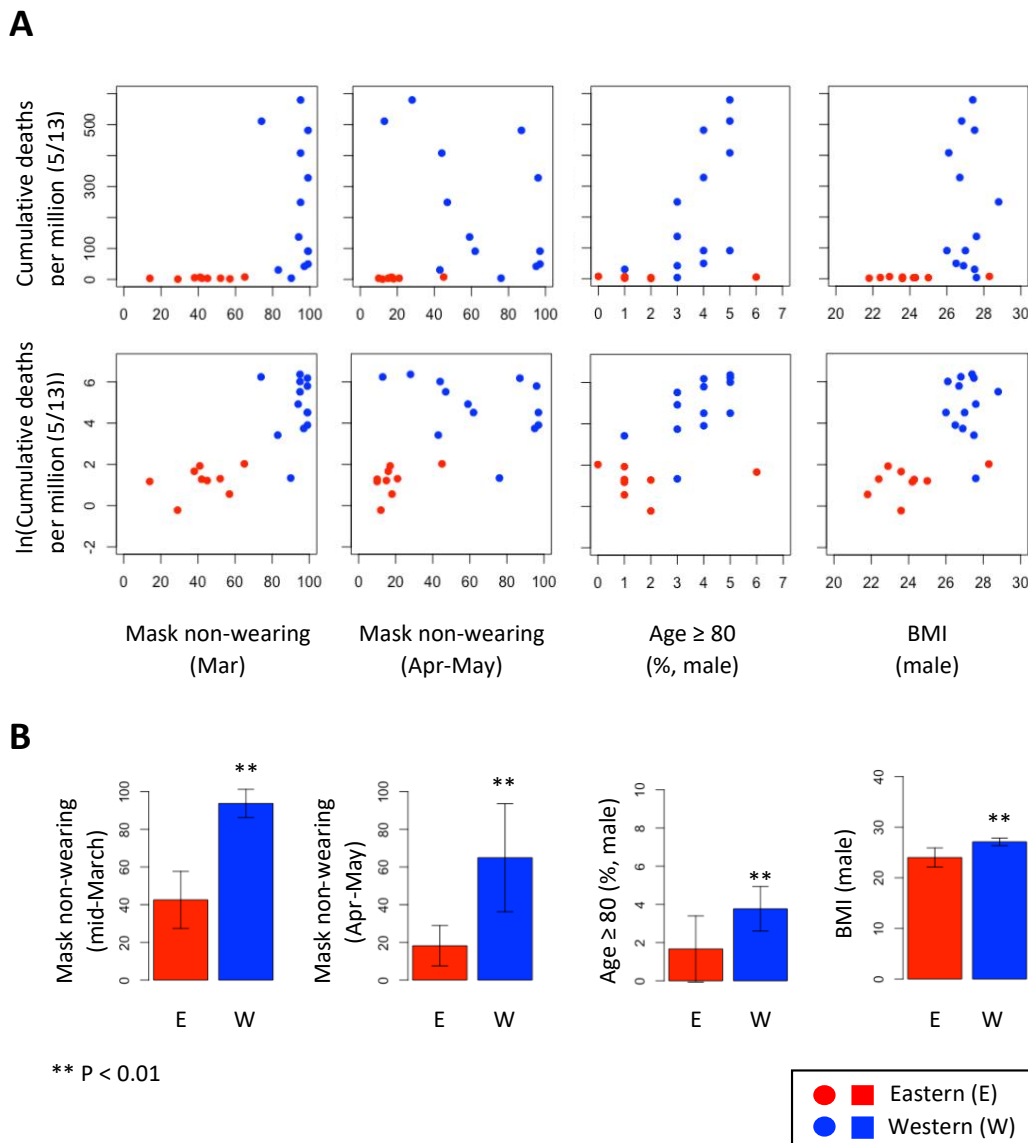 A
Cumulative deaths
per million (5/13)
0 100 300 500
0 20 40 60 80 100
0 20 40 60 80 100
0 1 2 3 4 5 6 7
20 22 24 26 28 30
ln(Cumulative deaths
per million (5/13))
-2 0 2 4 6
0 20 40 60 80 100
0 20 40 60 80 100
0 1 2 3 4 5 6 7
20 22 24 26 28 30
Mask non-wearing
(Mar)
Mask non-wearing
(Apr-May)
Age ≥ 80
(%, male)
BMI
(male)
B
Mask non-wearing
(mid-March)
0 20 40 60 80 100
**
E W
Mask non-wearing
(Apr-May)
0 20 40 60 80 100
**
E W
Age ≥ 80 (%, male)
0 2 4 6 8 10
**
E W
BMI (male)
0 10 20 30 40
**
E W
** P < 0.01
Eastern (E)
Western (W)